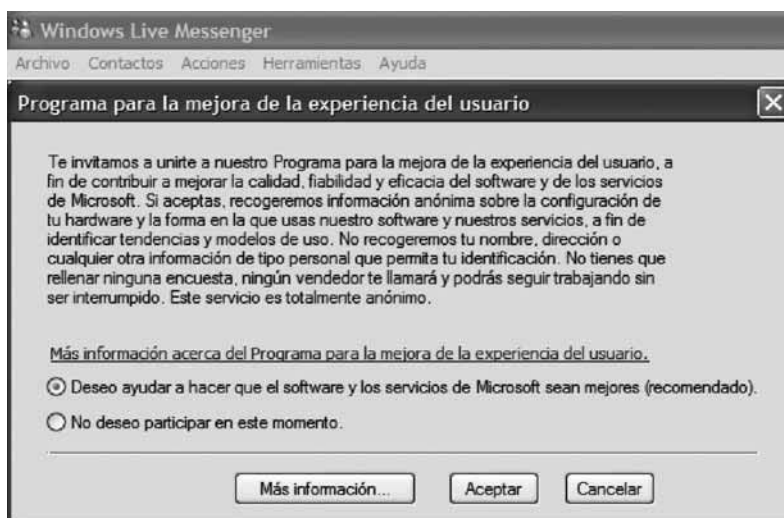 Windows Live Messenger
Archivo Contactos Acciones Herramientas Ayuda
Programa para la mejora de la experiencia del usuario
Te invitamos a unirte a nuestro Programa para la mejora de la experiencia del usuario, a
fin de contribuir a mejorar la calidad, fiabilidad y eficacia del software y de los servicios
de Microsoft. Si aceptas, recogeremos información anónima sobre la configuración de
tu hardware y la forma en la que usas nuestro software y nuestros servicios, a fin de
identificar tendencias y modelos de uso. No recogeremos tu nombre, dirección o
cualquier otra información de tipo personal que permita tu identificación. No tienes que
rellenar ninguna encuesta, ningún vendedor te llamará y podrás seguir trabajando sin
ser interrumpido. Este servicio es totalmente anónimo.
Más información acerca del Programa para la mejora de la experiencia del usuario.
Deseo ayudar a hacer que el software y los servicios de Microsoft sean mejores (recomendado).
No deseo participar en este momento.
Más información... Aceptar Cancelar